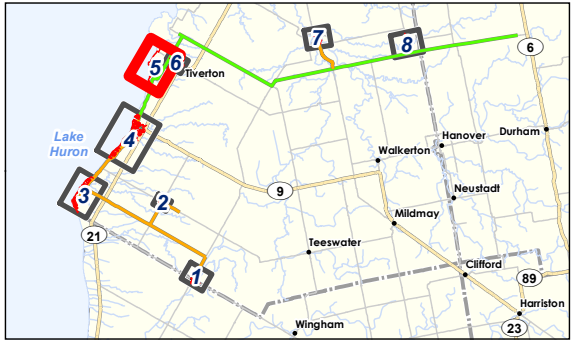 7
8
6
5
6
Tiverton
4
Lake
Huron
Hanover
Durham
Walkerton
9
3
2
Neustadt
Mildmay
21
Teeswater
1
Clifford
89
Harriston
Wingham
23